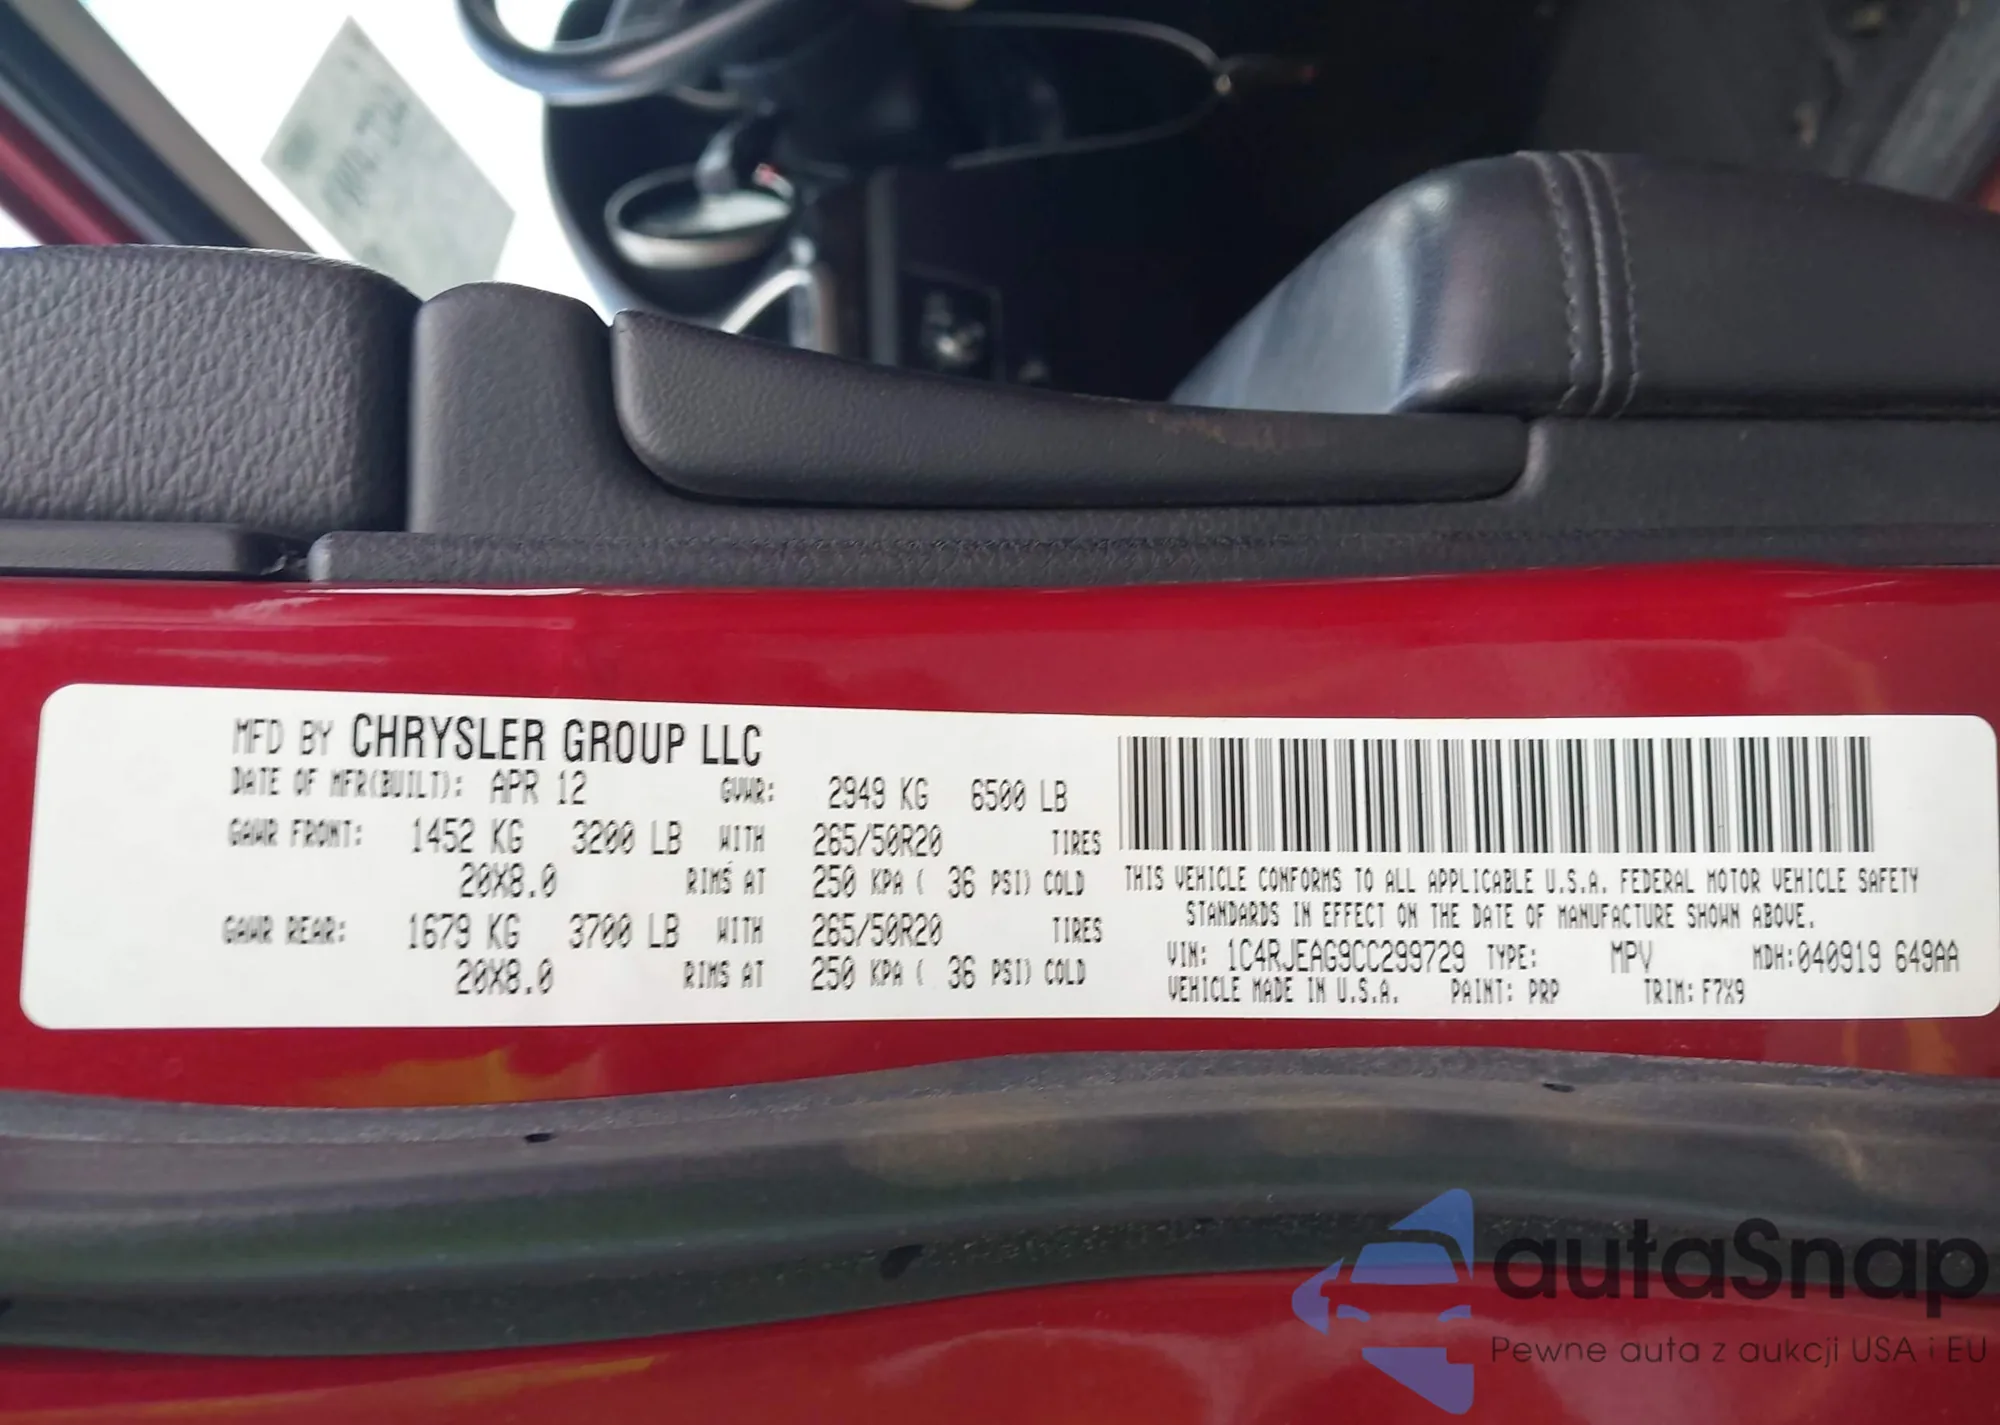 MFD BY CHRYSLER GROUP LLC
DATE OF MFR(BUILT): APR 12 GVWR: 2949 KG 6500 LB
GAWR FRONT: 1452 KG 3200 LB WITH 265/50R20 TIRES
20X8.0 RIMS AT 250 KPA ( 36 PSI) COLD
GAWR REAR: 1679 KG 3700 LB WITH 265/50R20 TIRES
20X8.0 RIMS AT 250 KPA ( 36 PSI) COLD
THIS VEHICLE CONFORMS TO ALL APPLICABLE U.S.A. FEDERAL MOTOR VEHICLE SAFETY
STANDARDS IN EFFECT ON THE DATE OF MANUFACTURE SHOWN ABOVE.
VIN: 1C4RJEAG9CC299729 TYPE: MPV MDH:040919 649AA
VEHICLE MADE IN U.S.A. PAINT: PRP TRIM: F7X9
autaSnap
Pewne auta z aukcji USA i EU